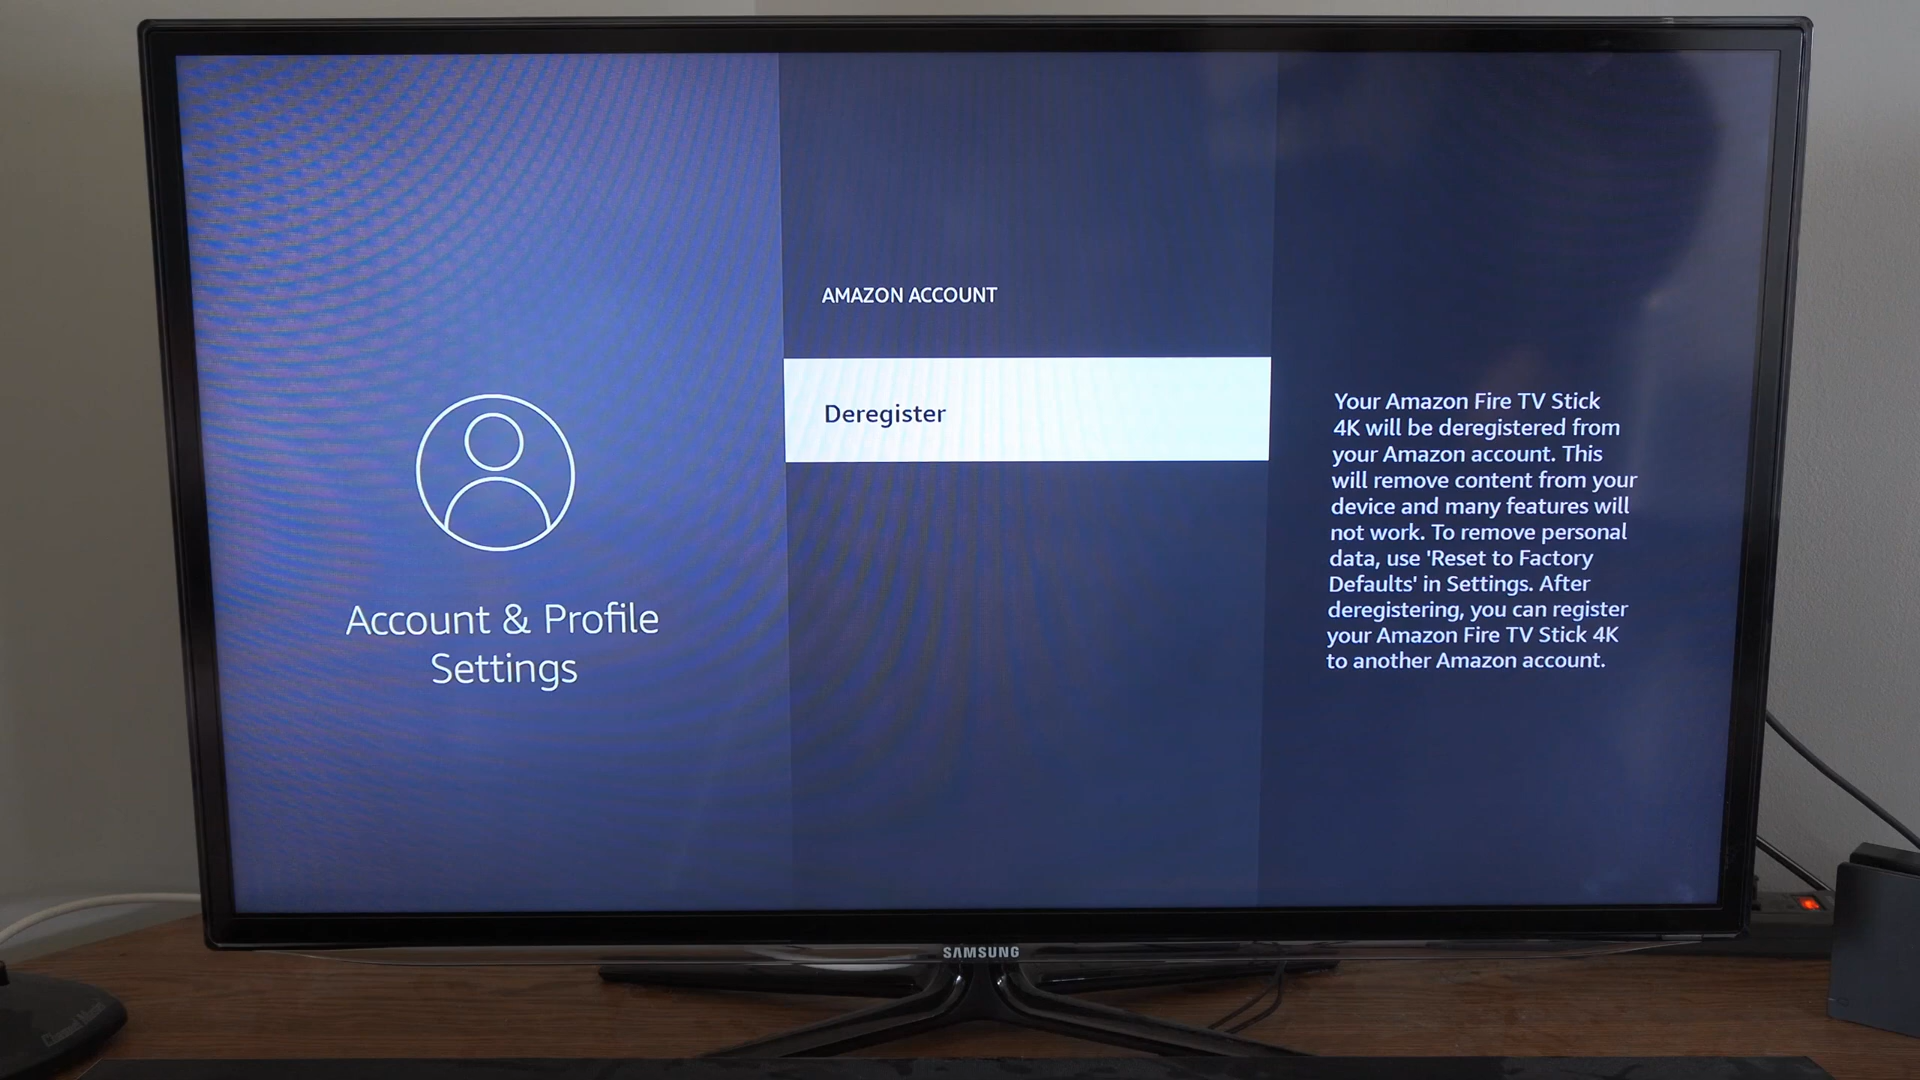 AMAZON ACCOUNT
Deregister
Account & Profile
Settings
Your Amazon Fire TV Stick
4K will be deregistered from
your Amazon account. This
will remove content from your
device and many features will
not work. To remove personal
data, use 'Reset to Factory
Defaults' in Settings. After
deregistering, you can register
your Amazon Fire TV Stick 4K
to another Amazon account.
SAMSUNG
Channel Master